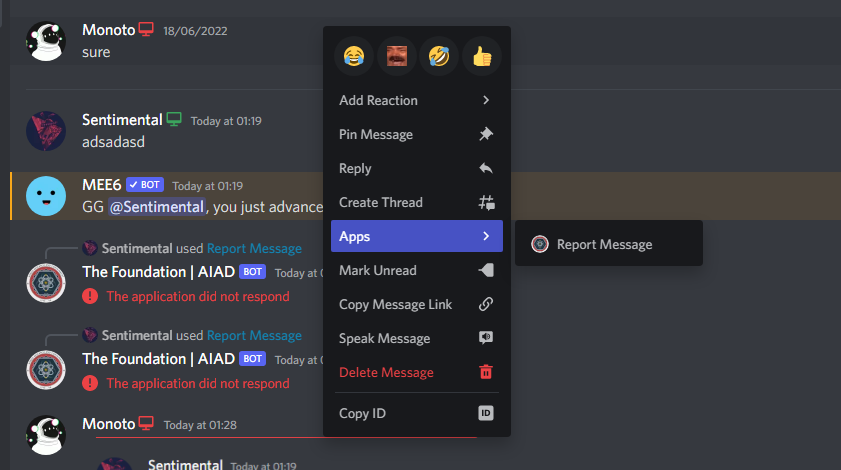 Monoto 18/06/2022
sure
Sentimental Today at 01:19
adsadasd
MEE6 BOT Today at 01:19
GG @Sentimental, you just advance
Sentimental used Report Message
The Foundation | AIAD BOT Today at 0
The application did not respond
Sentimental used Report Message
The Foundation | AIAD BOT Today at 0
The application did not respond
Monoto Today at 01:28
Sentimental Today at 01:19
Add Reaction
Pin Message
Reply
Create Thread
Apps
Mark Unread
Copy Message Link
Speak Message
Delete Message
Copy ID
ID
Report Message